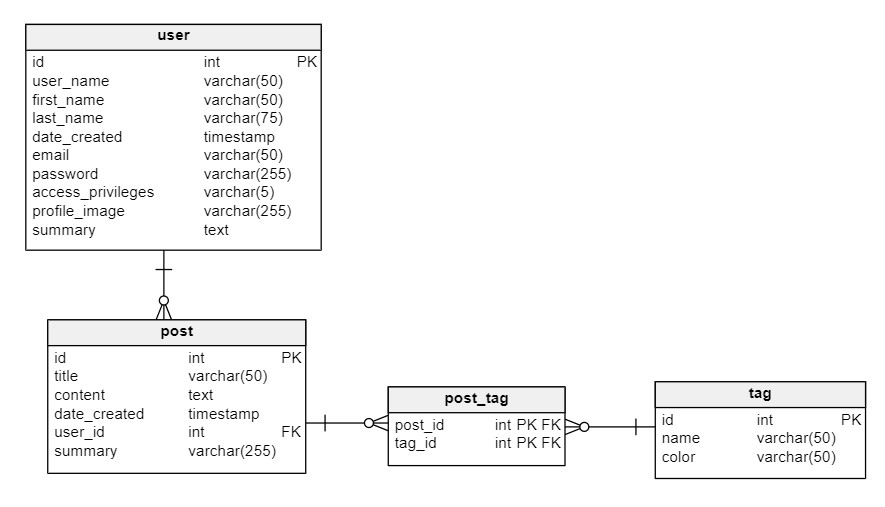 user
id int PK
user_name varchar(50)
first_name varchar(50)
last_name varchar(75)
date_created timestamp
email varchar(50)
password varchar(255)
access_privileges varchar(5)
profile_image varchar(255)
summary text
post
id int PK
title varchar(50)
content text
date_created timestamp
user_id int FK
summary varchar(255)
post_tag
post_id int PK FK
tag_id int PK FK
tag
id int PK
name varchar(50)
color varchar(50)